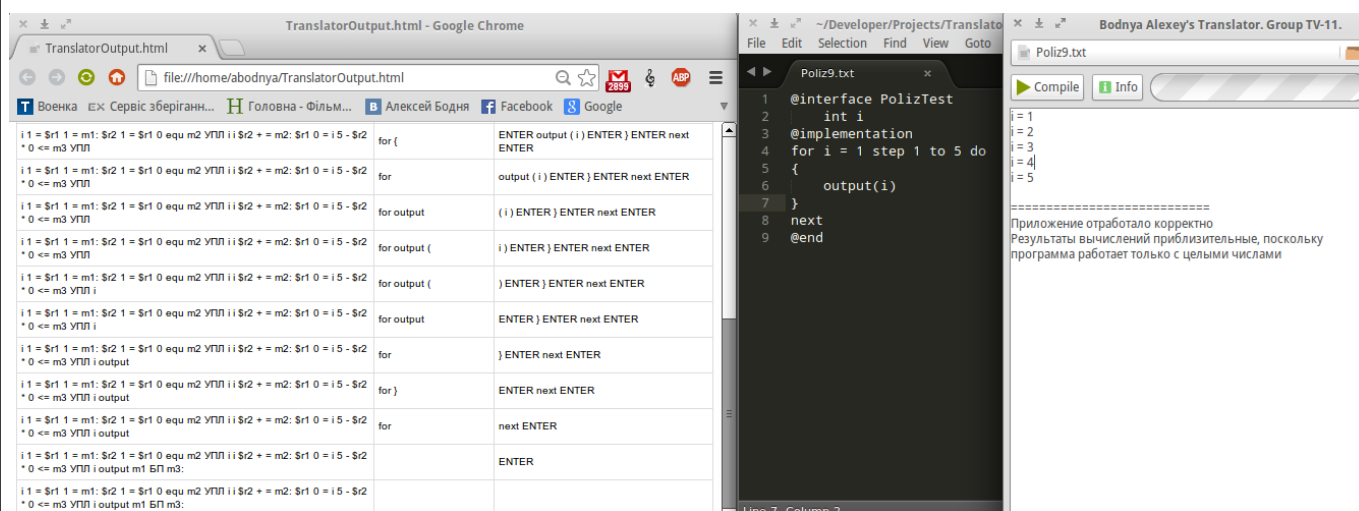 TranslatorOutput.html - Google Chrome
TranslatorOutput.html
file:///home/abodnya/TranslatorOutput.html
2899
ABP
Военка
EX Сервіс зберіганн...
Головна - Фільм...
B Алексей Бодня
Facebook
8 Google
i 1 = $r1 1 = m1: $r2 1 = $r1 0 equ m2 УПЛ i i $r2 + = m2: $r1 0 = i 5 - $r2
* 0 <= m3 УПЛ
for {
ENTER output ( i ) ENTER } ENTER next
ENTER
i 1 = $r1 1 = m1: $r2 1 = $r1 0 equ m2 УПЛ i i $r2 + = m2: $r1 0 = i 5 - $r2
* 0 <= m3 УПЛ
for
output ( i ) ENTER } ENTER next ENTER
i 1 = $r1 1 = m1: $r2 1 = $r1 0 equ m2 УПЛ i i $r2 + = m2: $r1 0 = i 5 - $r2
* 0 <= m3 УПЛ
for output
( i ) ENTER } ENTER next ENTER
i 1 = $r1 1 = m1: $r2 1 = $r1 0 equ m2 УПЛ i i $r2 + = m2: $r1 0 = i 5 - $r2
* 0 <= m3 УПЛ
for output (
i ) ENTER } ENTER next ENTER
i 1 = $r1 1 = m1: $r2 1 = $r1 0 equ m2 УПЛ i i $r2 + = m2: $r1 0 = i 5 - $r2
* 0 <= m3 УПЛ i
for output (
) ENTER } ENTER next ENTER
i 1 = $r1 1 = m1: $r2 1 = $r1 0 equ m2 УПЛ i i $r2 + = m2: $r1 0 = i 5 - $r2
* 0 <= m3 УПЛ i
for output
ENTER } ENTER next ENTER
i 1 = $r1 1 = m1: $r2 1 = $r1 0 equ m2 УПЛ i i $r2 + = m2: $r1 0 = i 5 - $r2
* 0 <= m3 УПЛ i output
for
} ENTER next ENTER
i 1 = $r1 1 = m1: $r2 1 = $r1 0 equ m2 УПЛ i i $r2 + = m2: $r1 0 = i 5 - $r2
* 0 <= m3 УПЛ i output
for }
ENTER next ENTER
i 1 = $r1 1 = m1: $r2 1 = $r1 0 equ m2 УПЛ i i $r2 + = m2: $r1 0 = i 5 - $r2
* 0 <= m3 УПЛ i output
for
next ENTER
i 1 = $r1 1 = m1: $r2 1 = $r1 0 equ m2 УПЛ i i $r2 + = m2: $r1 0 = i 5 - $r2
* 0 <= m3 УПЛ i output m1 БП m3:
ENTER
i 1 = $r1 1 = m1: $r2 1 = $r1 0 equ m2 УПЛ i i $r2 + = m2: $r1 0 = i 5 - $r2
* 0 <= m3 УПЛ i output m1 БП m3:
~/Developer/Projects/Translato
File Edit Selection Find View Goto
Poliz9.txt
1 @interface PolizTest
2 int i
3 @implementation
4 for i = 1 step 1 to 5 do
5 {
6 output(i)
7 }
8 next
9 @end
Line 7, Column 2
Bodnya Alexey's Translator. Group TV-11.
Poliz9.txt
Compile
Info
i = 1
i = 2
i = 3
i = 4
i = 5
=============================
Приложение отработало корректно
Результаты вычислений приблизительные, поскольку
программа работает только с целыми числами